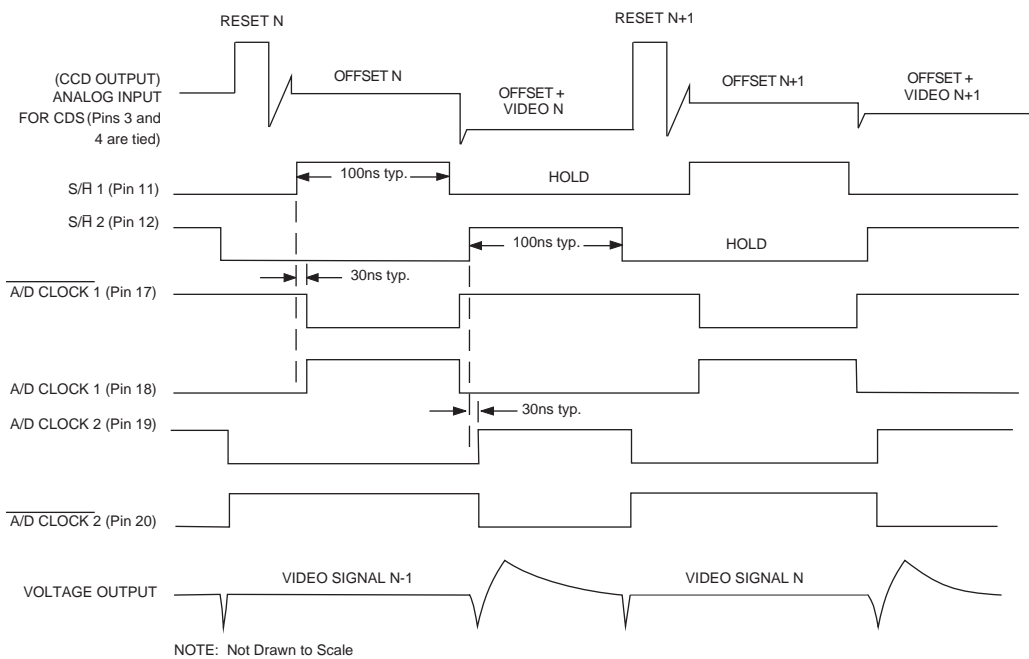 RESET N
RESET N+1
(CCD OUTPUT)
ANALOG INPUT
FOR CDS (Pins 3 and
4 are tied)
OFFSET N
OFFSET +
VIDEO N
OFFSET N+1
OFFSET +
VIDEO N+1
S/H̅ 1 (Pin 11)
100ns typ.
HOLD
S/H̅ 2 (Pin 12)
100ns typ.
HOLD
30ns typ.
A/D CLOCK 1 (Pin 17)
A/D CLOCK 1 (Pin 18)
30ns typ.
A/D CLOCK 2 (Pin 19)
A/D CLOCK 2 (Pin 20)
VOLTAGE OUTPUT
VIDEO SIGNAL N-1
VIDEO SIGNAL N
NOTE: Not Drawn to Scale